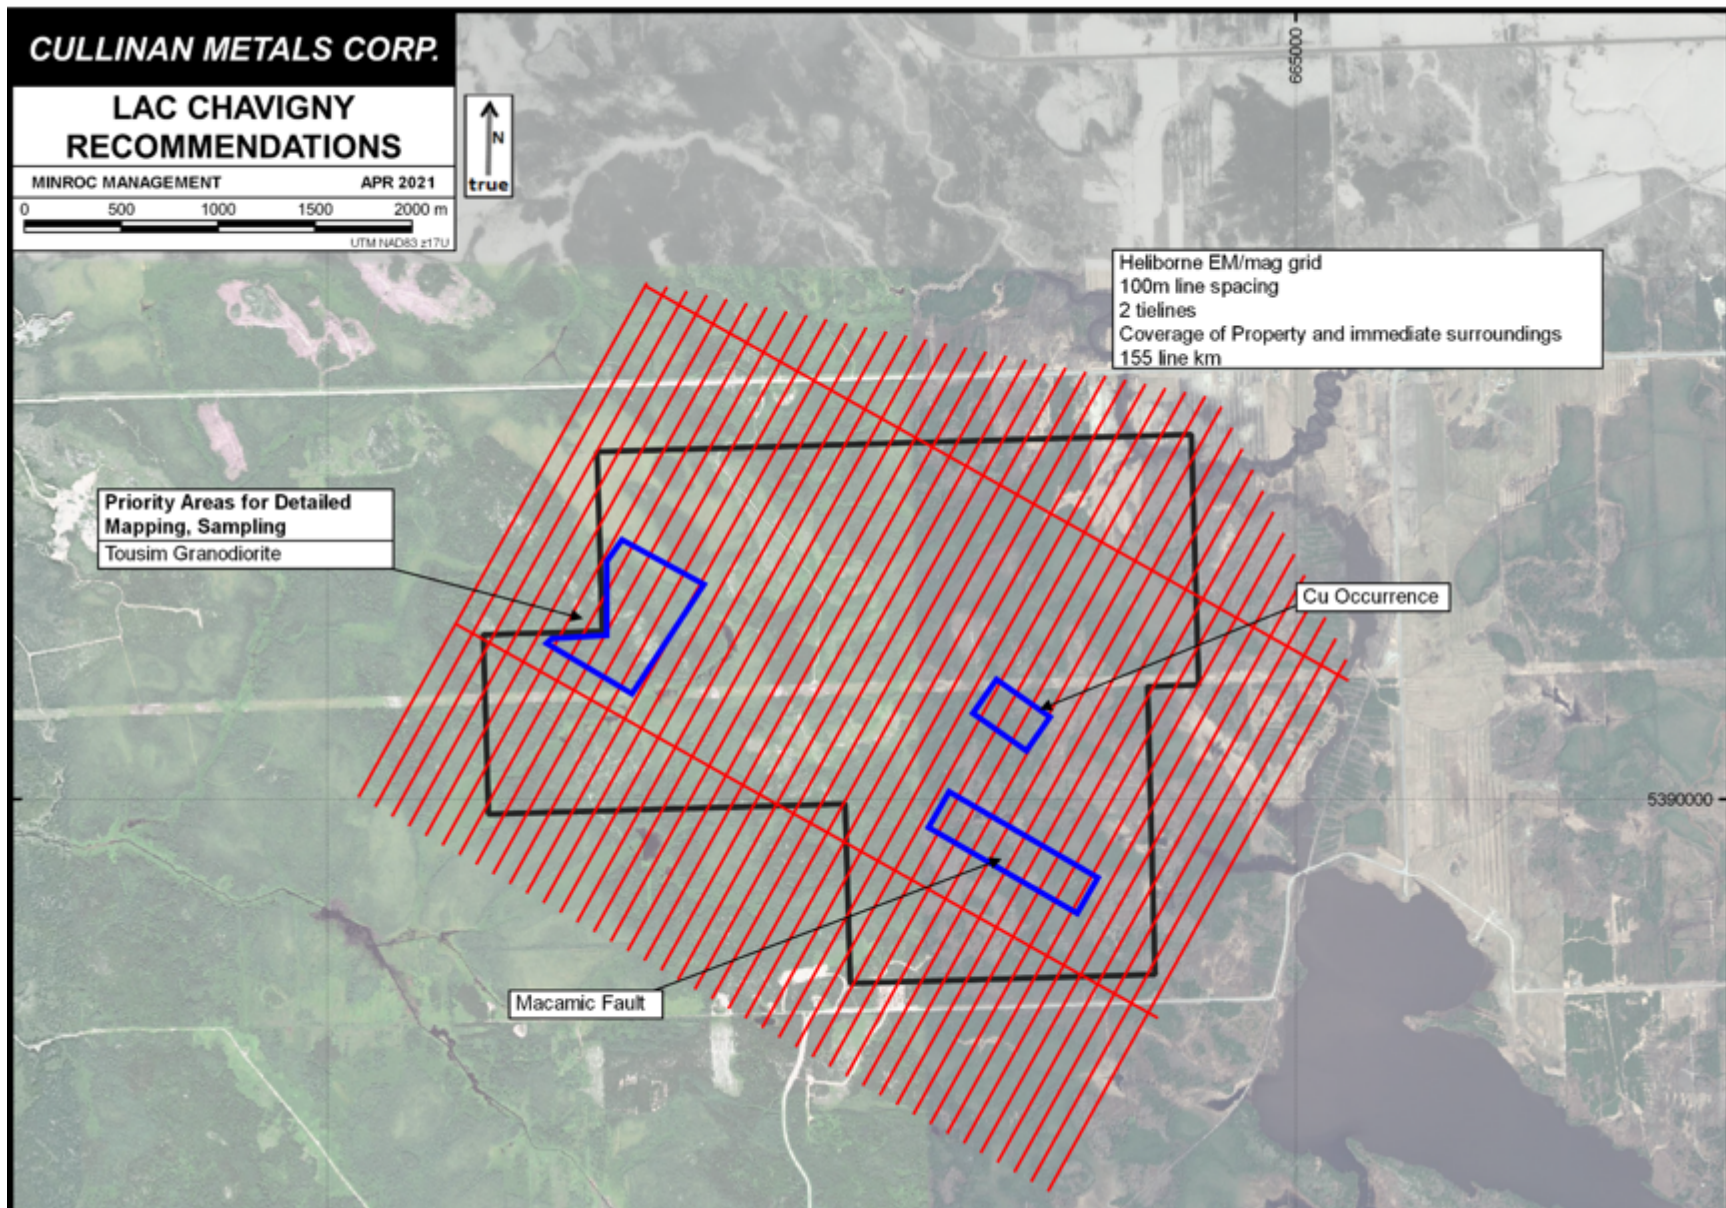 CULLINAN METALS CORP.
LAC CHAVIGNY
RECOMMENDATIONS
MINROC MANAGEMENT APR 2021
0 500 1000 1500 2000 m
UTM NAD83 z17U
N
true
665000
Heliborne EM/mag grid
100m line spacing
2 tielines
Coverage of Property and immediate surroundings
155 line km
Priority Areas for Detailed
Mapping, Sampling
Tousim Granodiorite
Cu Occurrence
5390000
Macamic Fault